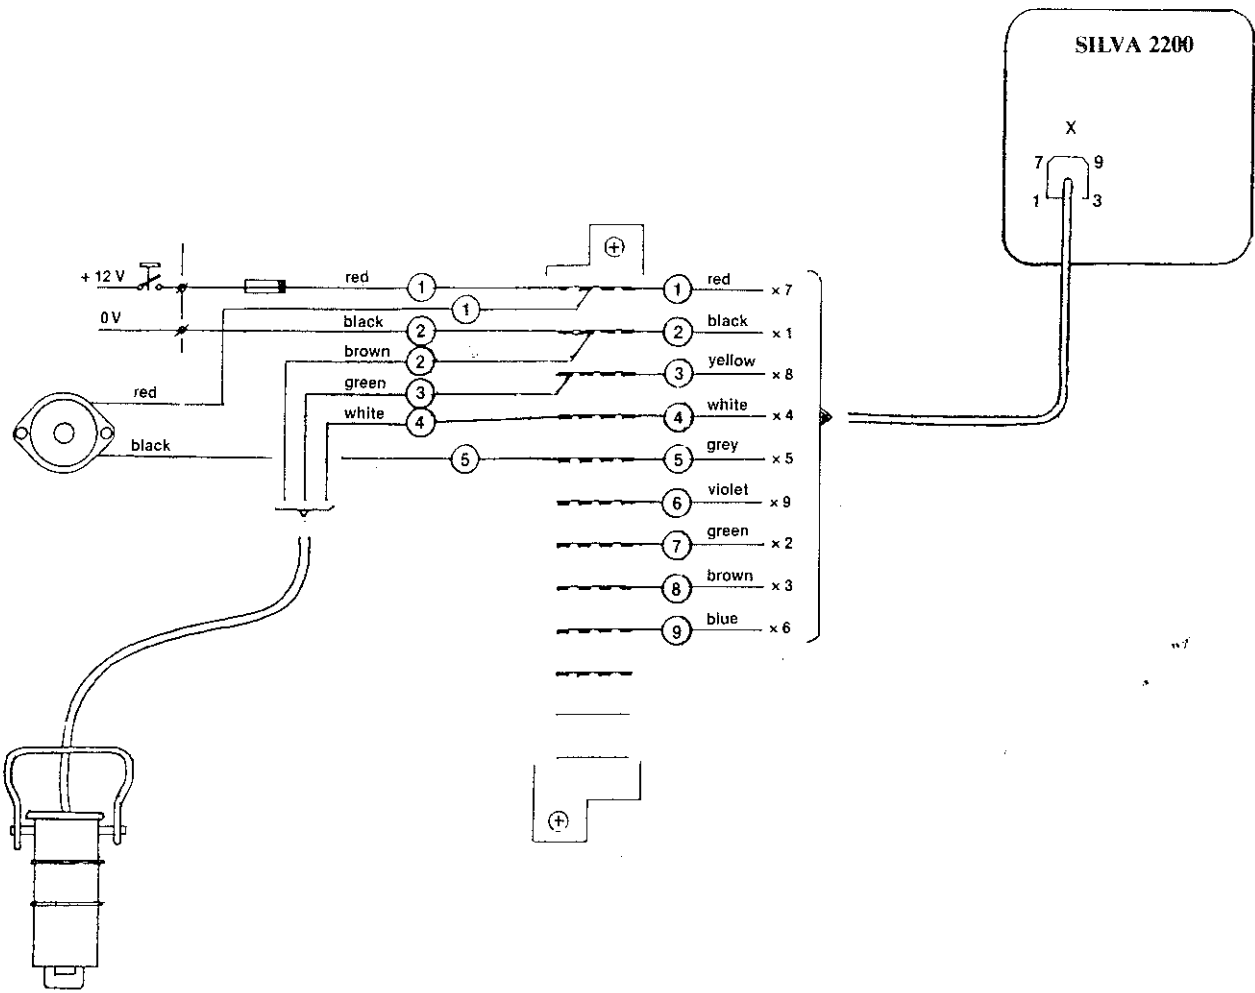 SILVA 2200
X
7 9
1 3
+ 12 V
red 1 1 red x 7
1
0 V
black 2 2 black x 1
brown 2
green 3 3 yellow x 8
red
white 4 4 white x 4
black
5 5 grey x 5
6 violet x 9
7 green x 2
8 brown x 3
9 blue x 6